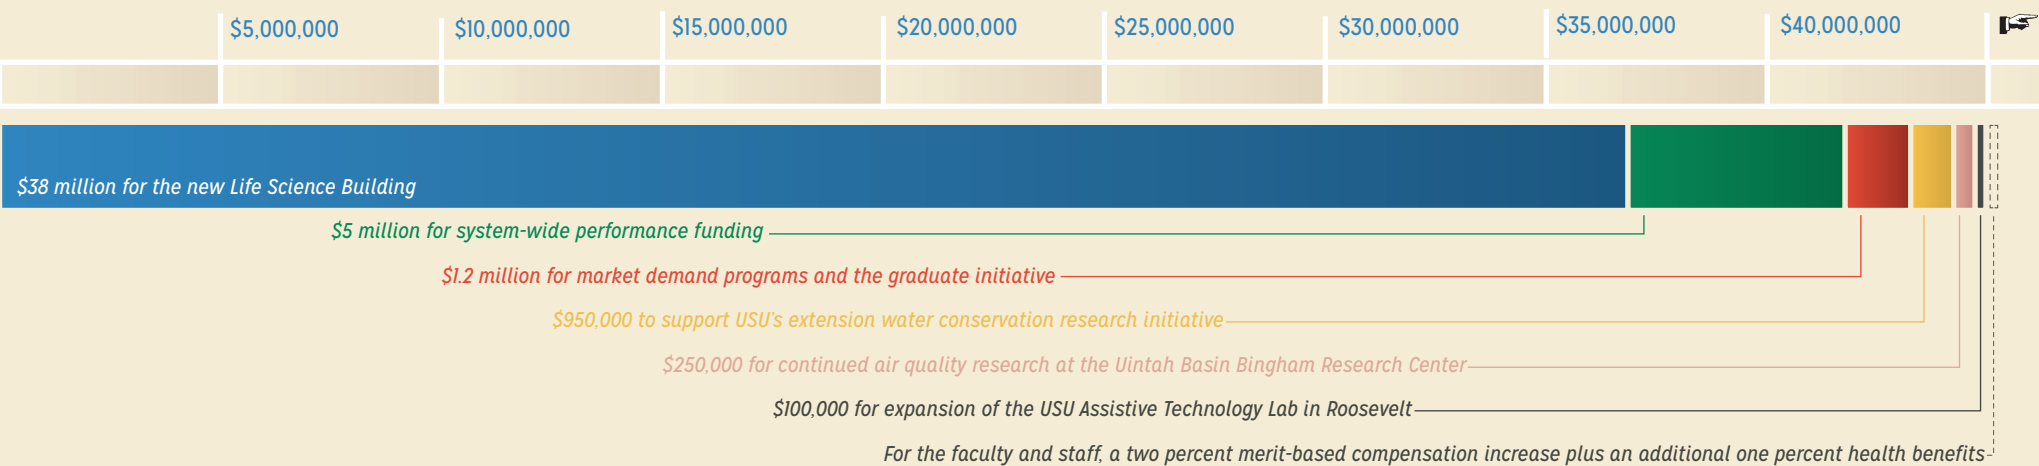 $5,000,000 $10,000,000 $15,000,000 $20,000,000 $25,000,000 $30,000,000 $35,000,000 $40,000,000
$38 million for the new Life Science Building
$5 million for system-wide performance funding
$1.2 million for market demand programs and the graduate initiative
$950,000 to support USU's extension water conservation research initiative
$250,000 for continued air quality research at the Uintah Basin Bingham Research Center
$100,000 for expansion of the USU Assistive Technology Lab in Roosevelt
For the faculty and staff, a two percent merit-based compensation increase plus an additional one percent health benefits